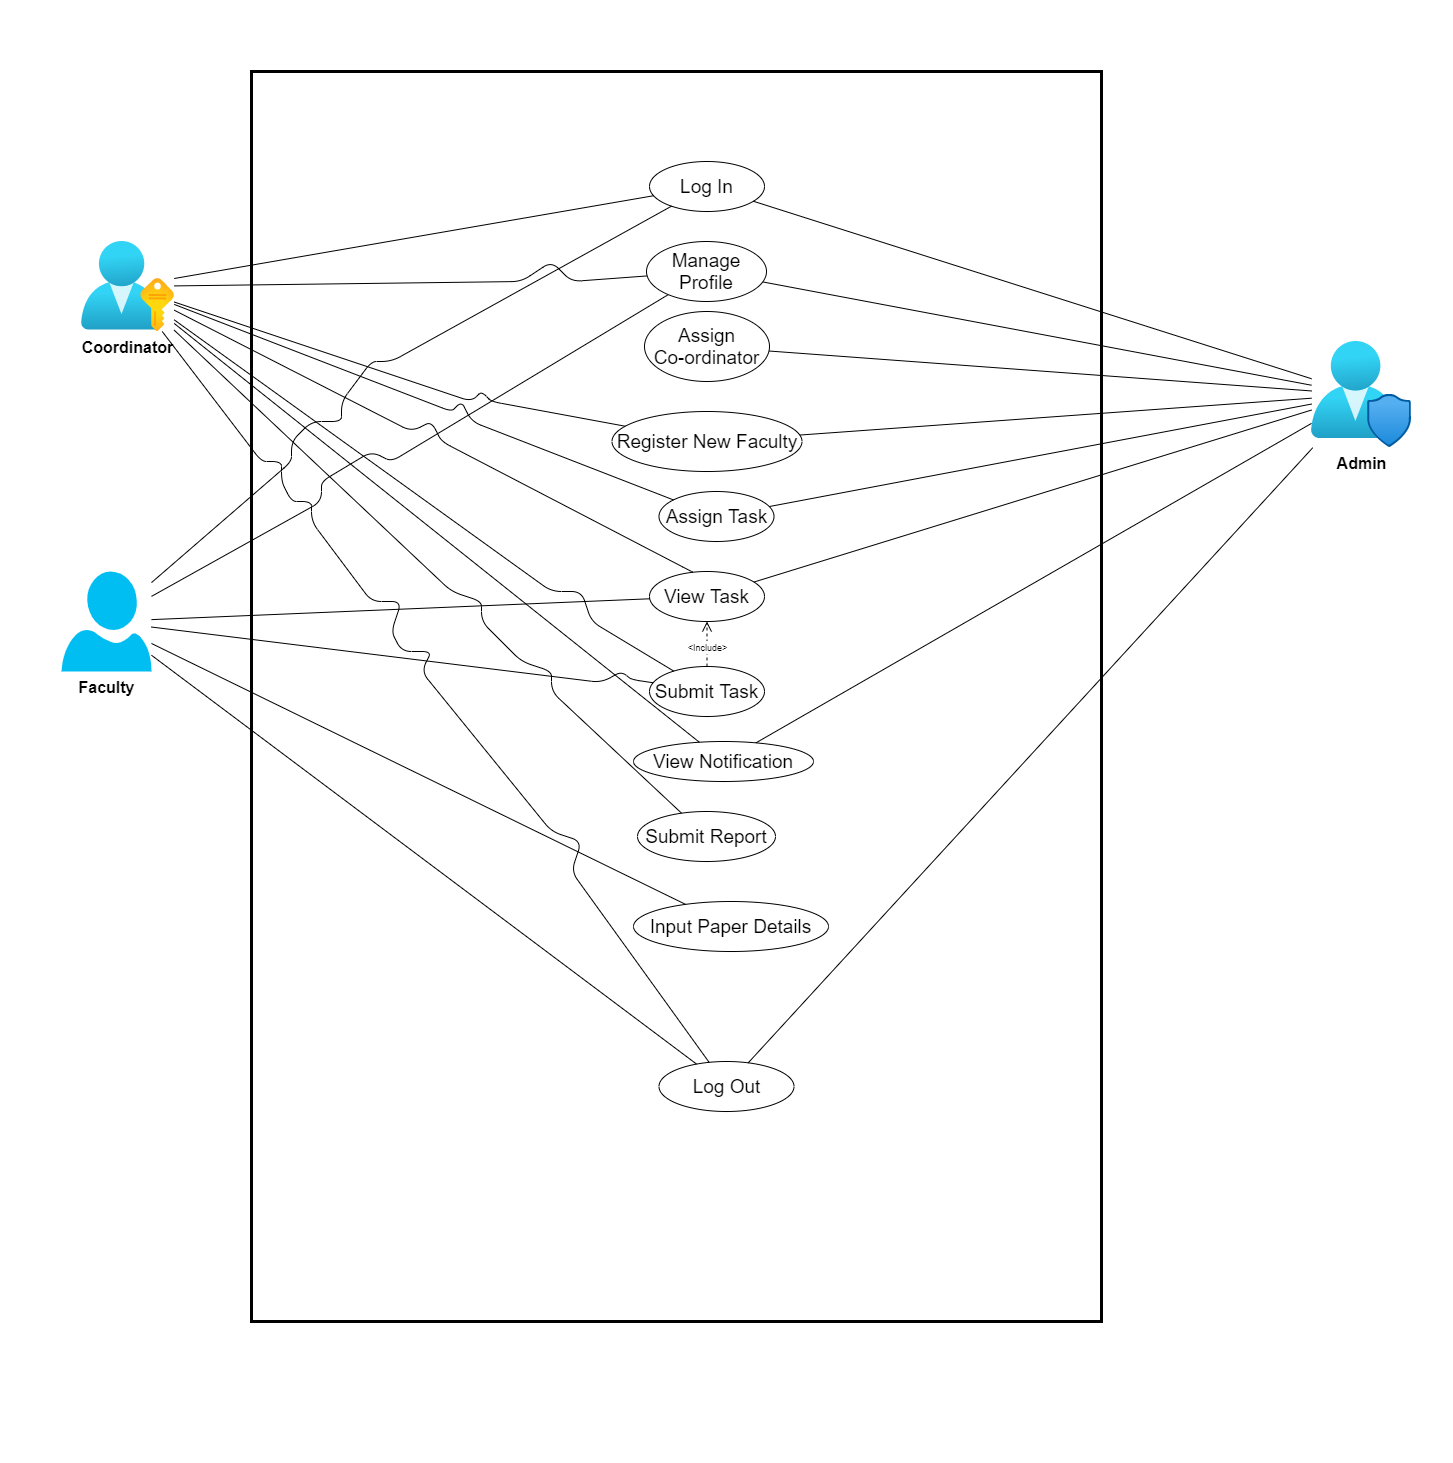 Log In
Manage
Profile
Assign
Co-ordinator
Coordinator
Register New Faculty
Admin
Assign Task
View Task
<Include>
Faculty
Submit Task
View Notification
Submit Report
Input Paper Details
Log Out